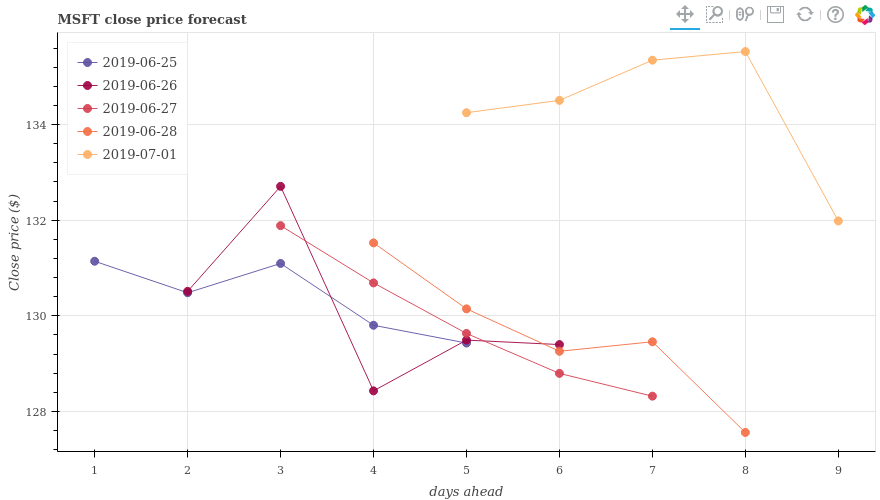 MSFT close price forecast
2019-06-25
2019-06-26
2019-06-27
2019-06-28
2019-07-01
134
132
130
128
Close price ($)
1 2 3 4 5 6 7 8 9
days ahead